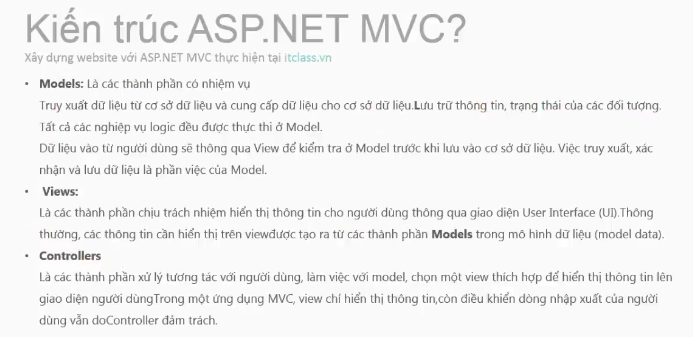 Kiến trúc ASP.NET MVC?
Xây dựng website với ASP.NET MVC thực hiện tại itclass.vn
• Models: Là các thành phần có nhiệm vụ
Truy xuất dữ liệu từ cơ sở dữ liệu và cung cấp dữ liệu cho cơ sở dữ liệu.Lưu trữ thông tin, trạng thái của các đối tượng.
Tất cả các nghiệp vụ logic đều được thực thi ở Model.
Dữ liệu vào từ người dùng sẽ thông qua View để kiểm tra ở Model trước khi lưu vào cơ sở dữ liệu. Việc truy xuất, xác
nhận và lưu dữ liệu là phần việc của Model.
• Views:
Là các thành phần chịu trách nhiệm hiển thị thông tin cho người dùng thông qua giao diện User Interface (UI).Thông
thường, các thông tin cần hiển thị trên viewđược tạo ra từ các thành phần Models trong mô hình dữ liệu (model data).
• Controllers
Là các thành phần xử lý tương tác với người dùng, làm việc với model, chọn một view thích hợp để hiển thị thông tin lên
giao diện người dùngTrong một ứng dụng MVC, view chỉ hiển thị thông tin,còn điều khiển dòng nhập xuất của người
dùng vẫn doController đảm trách.